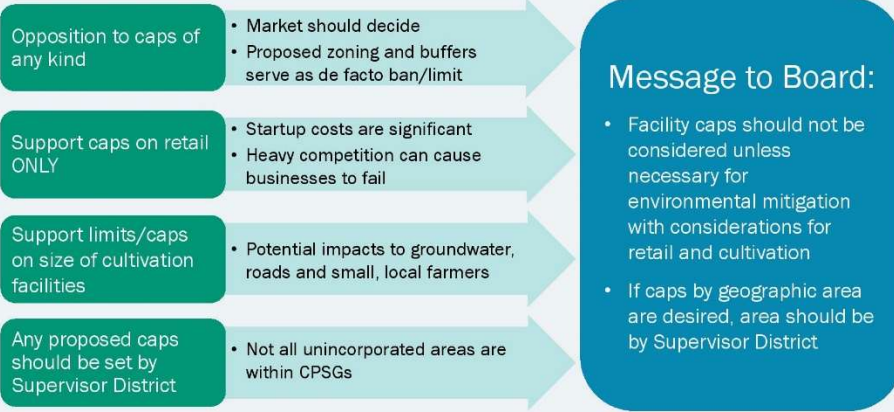 Opposition to caps of
any kind
• Market should decide
• Proposed zoning and buffers
serve as de facto ban/limit
Support caps on retail
ONLY
• Startup costs are significant
• Heavy competition can cause
businesses to fail
Support limits/caps
on size of cultivation
facilities
• Potential impacts to groundwater,
roads and small, local farmers
Any proposed caps
should be set by
Supervisor District
• Not all unincorporated areas are
within CPSGs
Message to Board:
• Facility caps should not be
considered unless
necessary for
environmental mitigation
with considerations for
retail and cultivation
• If caps by geographic area
are desired, area should be
by Supervisor District